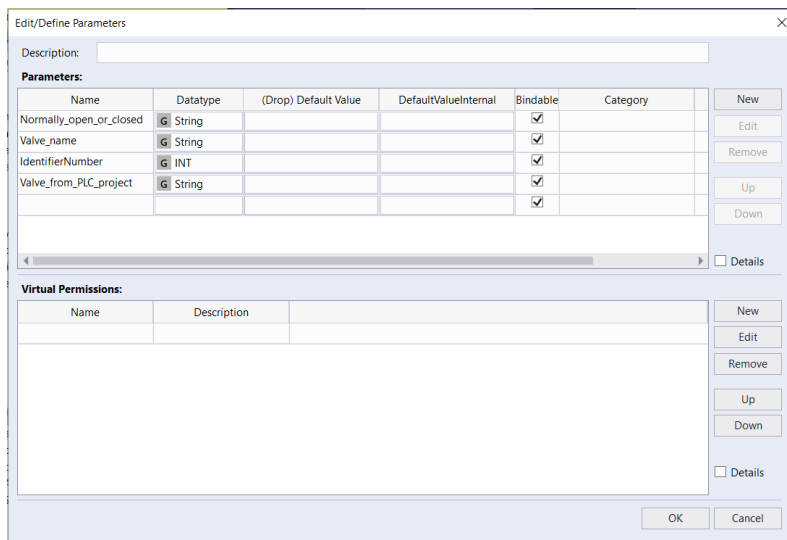 Edit/Define Parameters
Description:
Parameters:
Name Datatype (Drop) Default Value DefaultValueInternal Bindable Category New
Normally_open_or_closed G String
Edit
Valve_name G String
Remove
IdentifierNumber G INT
Valve_from_PLC_project G String
Up
Down
Details
Virtual Permissions:
Name Description New
Edit
Remove
Up
Down
Details
OK Cancel